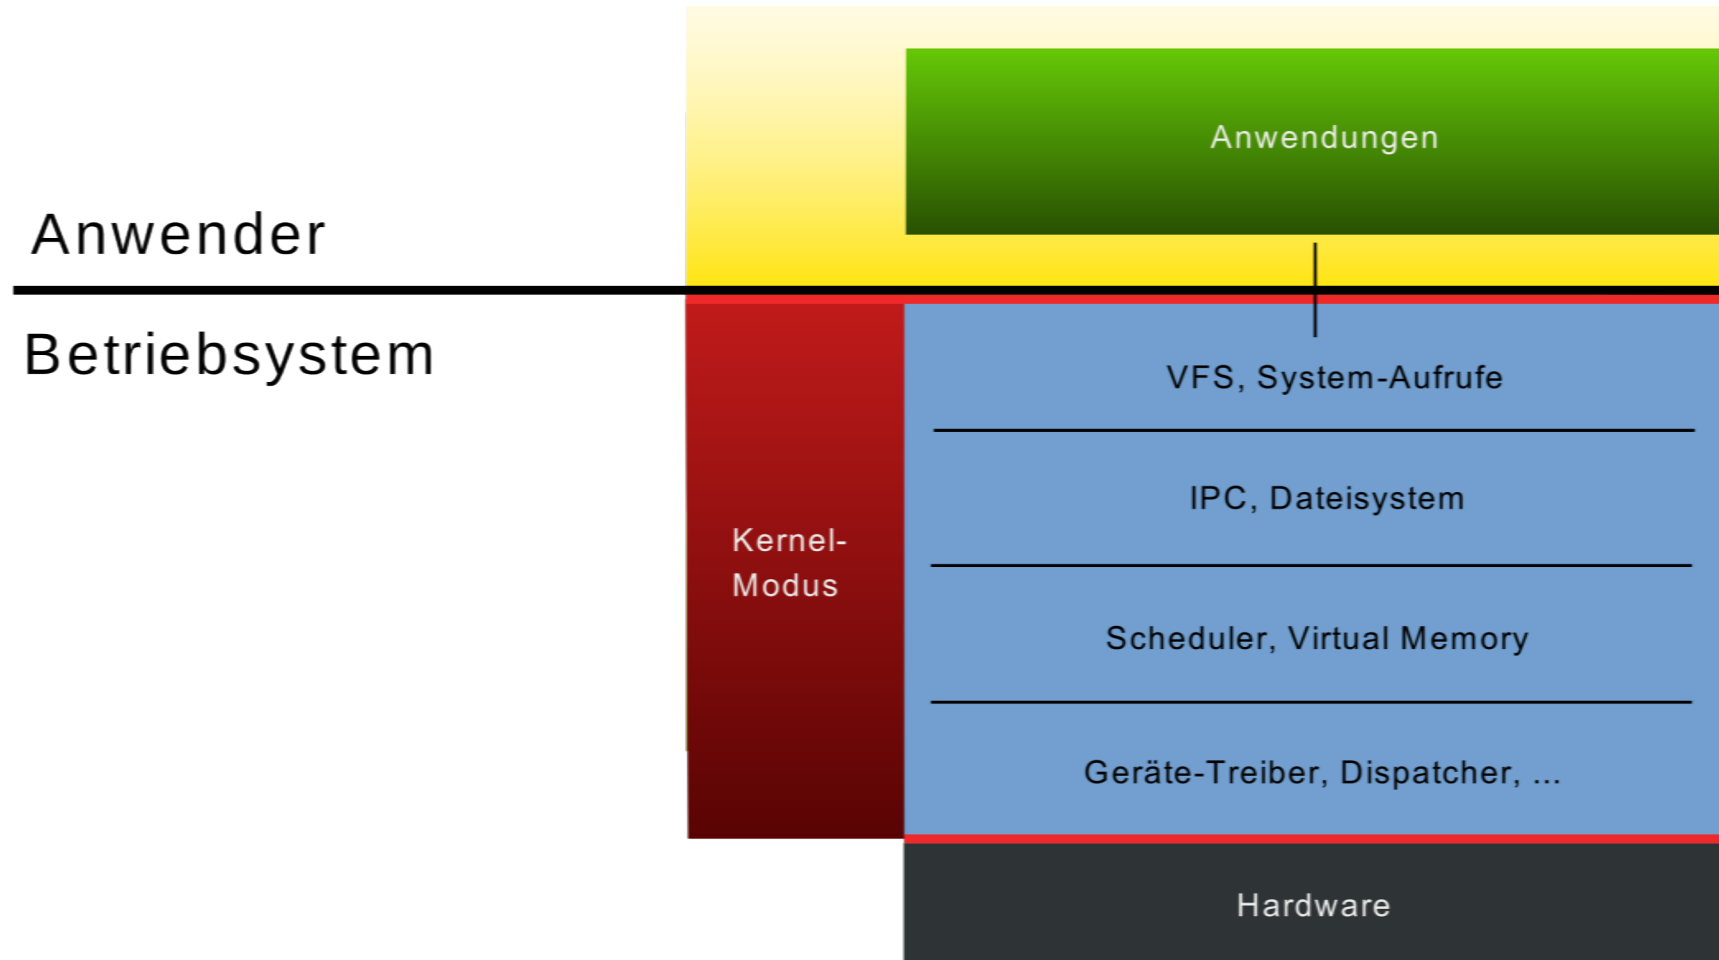 Anwendungen
Anwender
Betriebsystem
VFS, System-Aufrufe
IPC, Dateisystem
Kernel-
Modus
Scheduler, Virtual Memory
Geräte-Treiber, Dispatcher, ...
Hardware